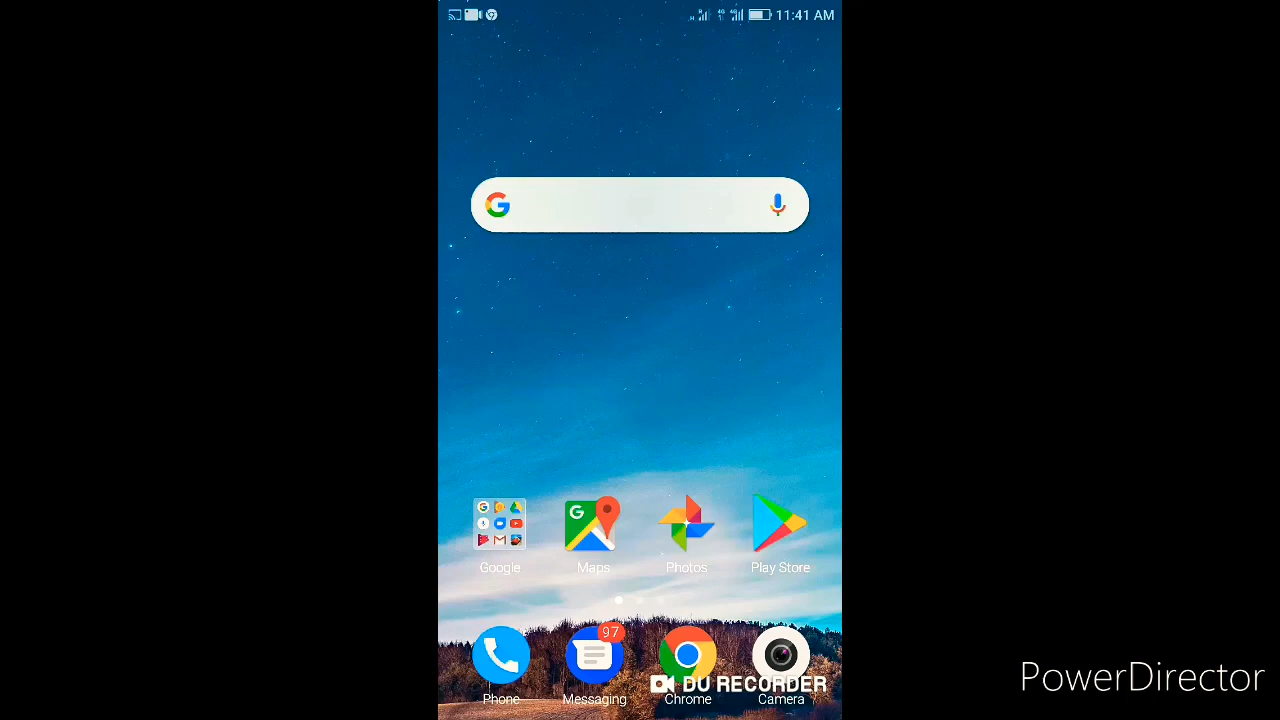 11:41 AM
Google
Maps
Photos
Play Store
97
DU RECORDER
Phone
Messaging
Chrome
Camera
PowerDirector